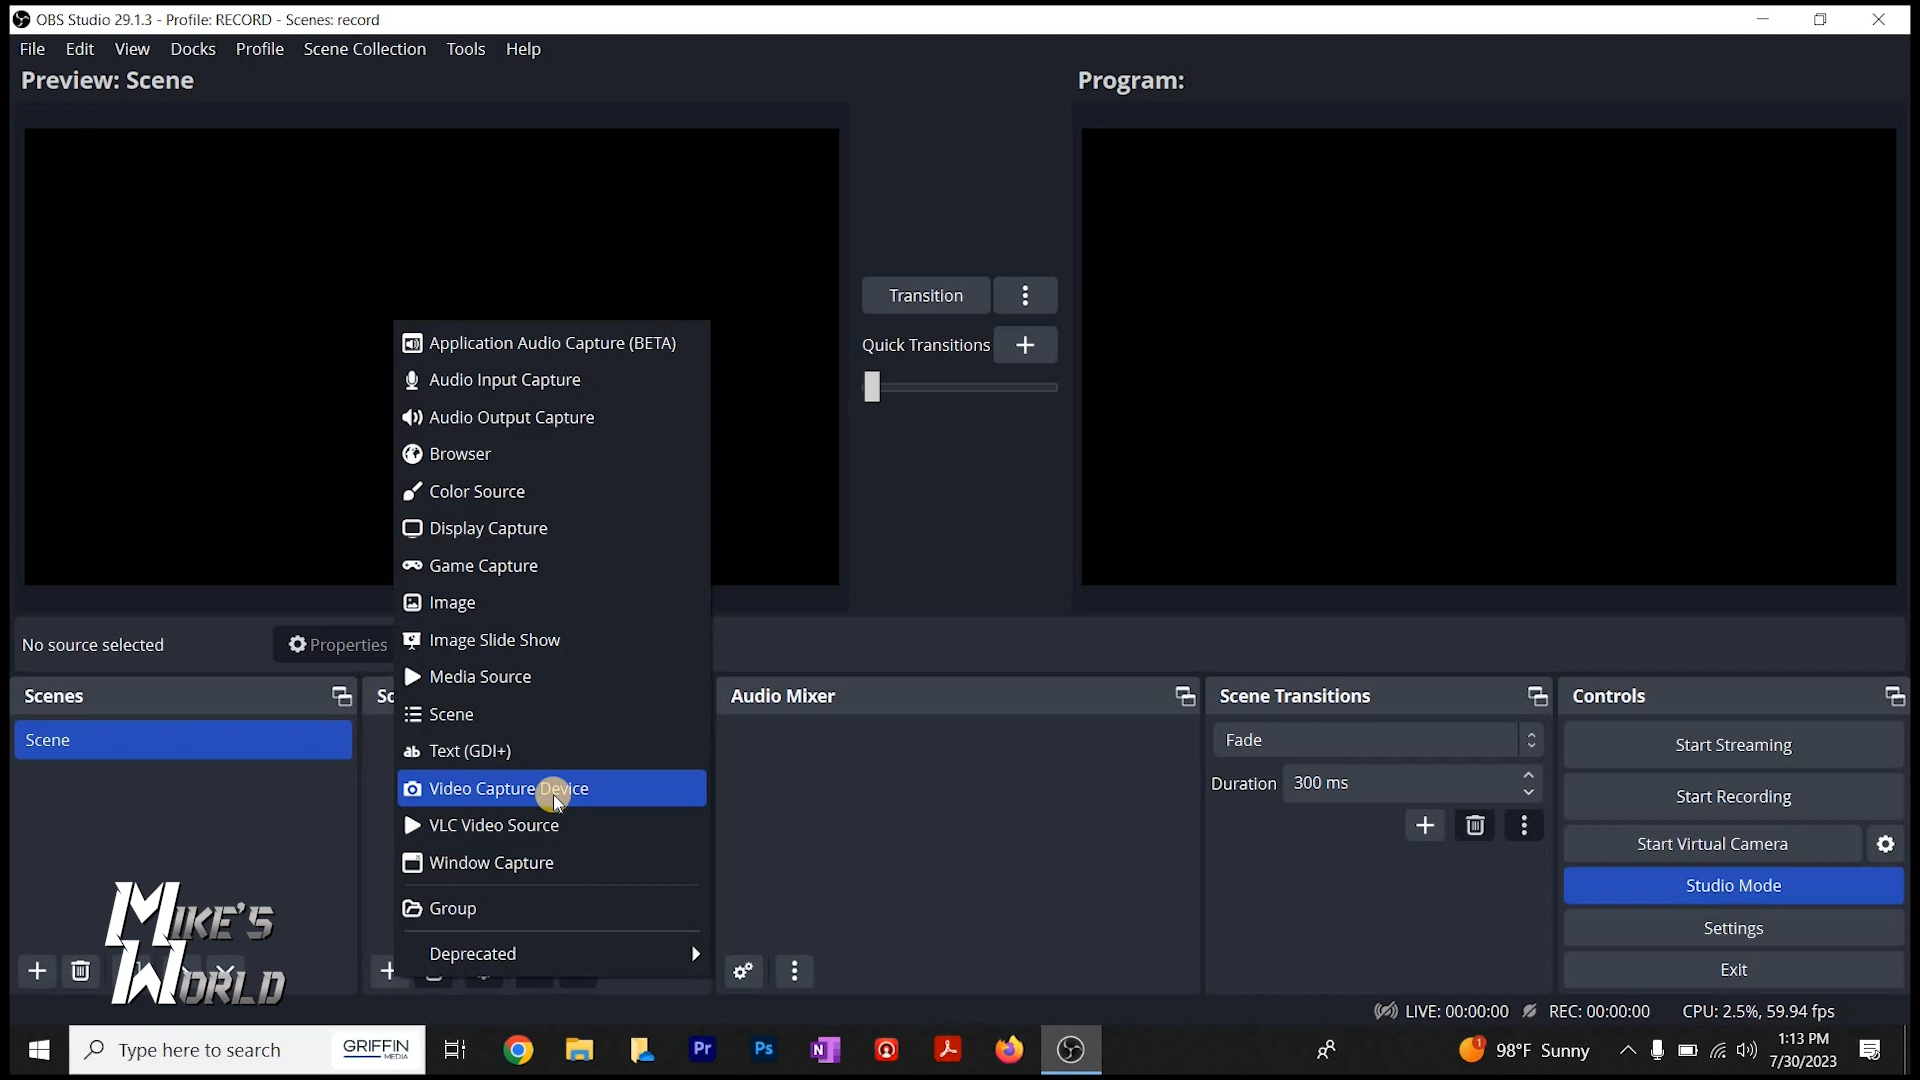 OBS Studio 29.1.3 - Profile: RECORD - Scenes: record
File Edit View Docks Profile Scene Collection Tools Help
Preview: Scene
Program:
Transition
Quick Transitions
Application Audio Capture (BETA)
Audio Input Capture
Audio Output Capture
Browser
Color Source
Display Capture
Game Capture
Image
Image Slide Show
Media Source
Scene
Text (GDI+)
Video Capture Device
VLC Video Source
Window Capture
Group
Deprecated
No source selected
Properties
Scenes
Scene
Audio Mixer
Scene Transitions
Fade
Duration 300 ms
Controls
Start Streaming
Start Recording
Start Virtual Camera
Studio Mode
Settings
Exit
MIKE'S
WORLD
LIVE: 00:00:00 REC: 00:00:00 CPU: 2.5%, 59.94 fps
Type here to search
GRIFFIN
MEDIA
Pr
Ps
N
98°F Sunny
1:13 PM
7/30/2023